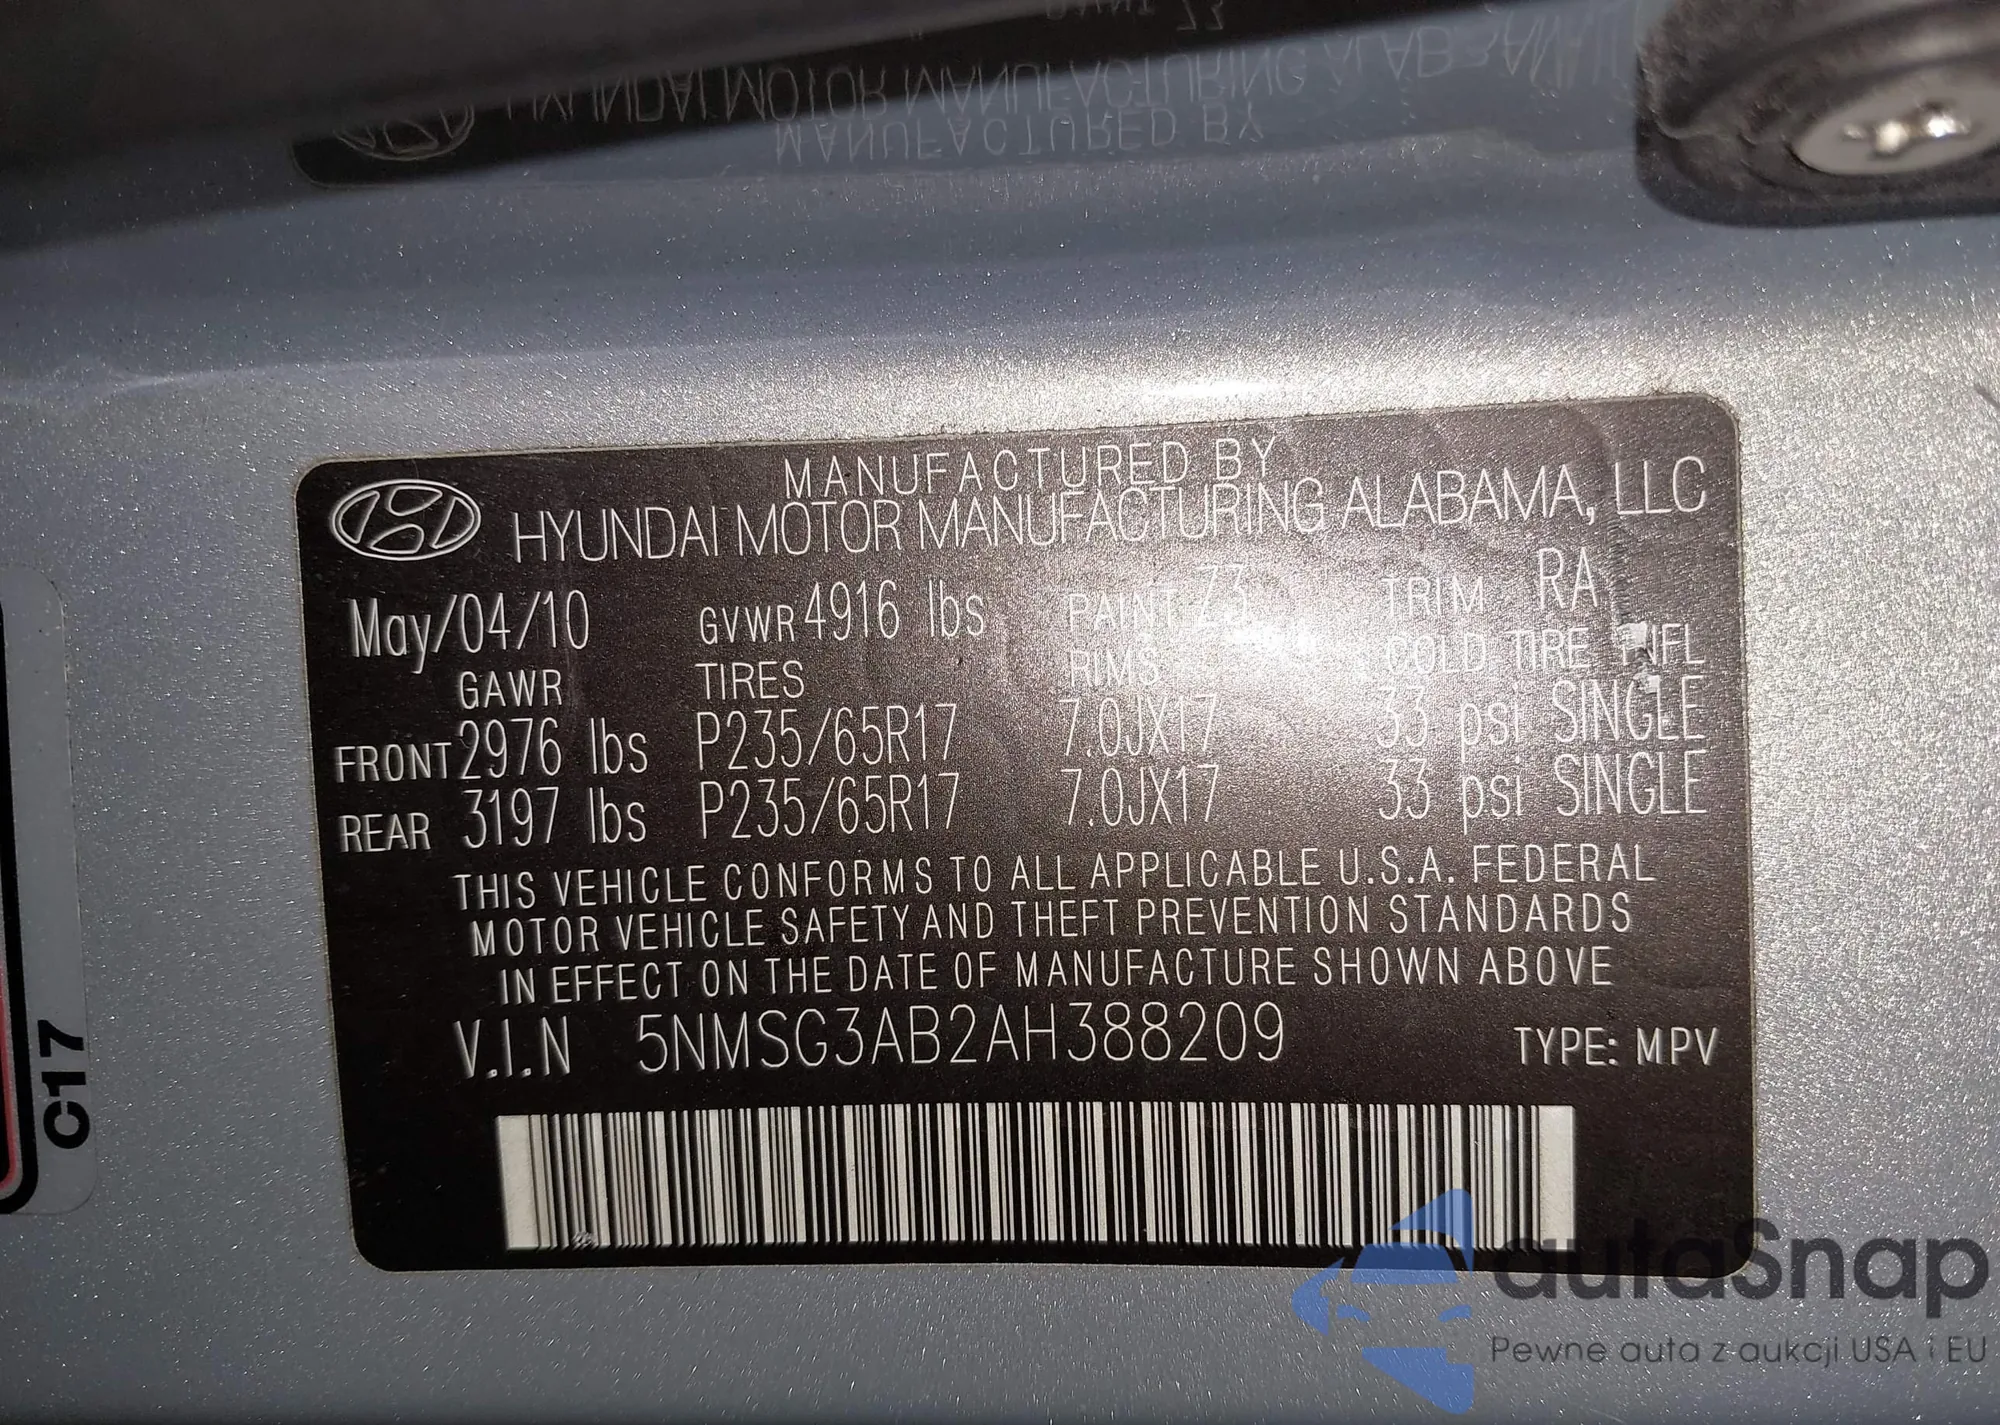 MANUFACTURED BY
HYUNDAI MOTOR MANUFACTURING ALABAMA, LLC
May/04/10 GVWR 4916 lbs PAINT Z3 TRIM RA
GAWR TIRES RIMS COLD TIRE INFL
FRONT 2976 lbs P235/65R17 7.0JX17 33 psi SINGLE
REAR 3197 lbs P235/65R17 7.0JX17 33 psi SINGLE
THIS VEHICLE CONFORMS TO ALL APPLICABLE U.S.A. FEDERAL
MOTOR VEHICLE SAFETY AND THEFT PREVENTION STANDARDS
IN EFFECT ON THE DATE OF MANUFACTURE SHOWN ABOVE
V.I.N 5NMSG3AB2AH388209 TYPE: MPV
C17
autaSnap
Pewne auta z aukcji USA i EU